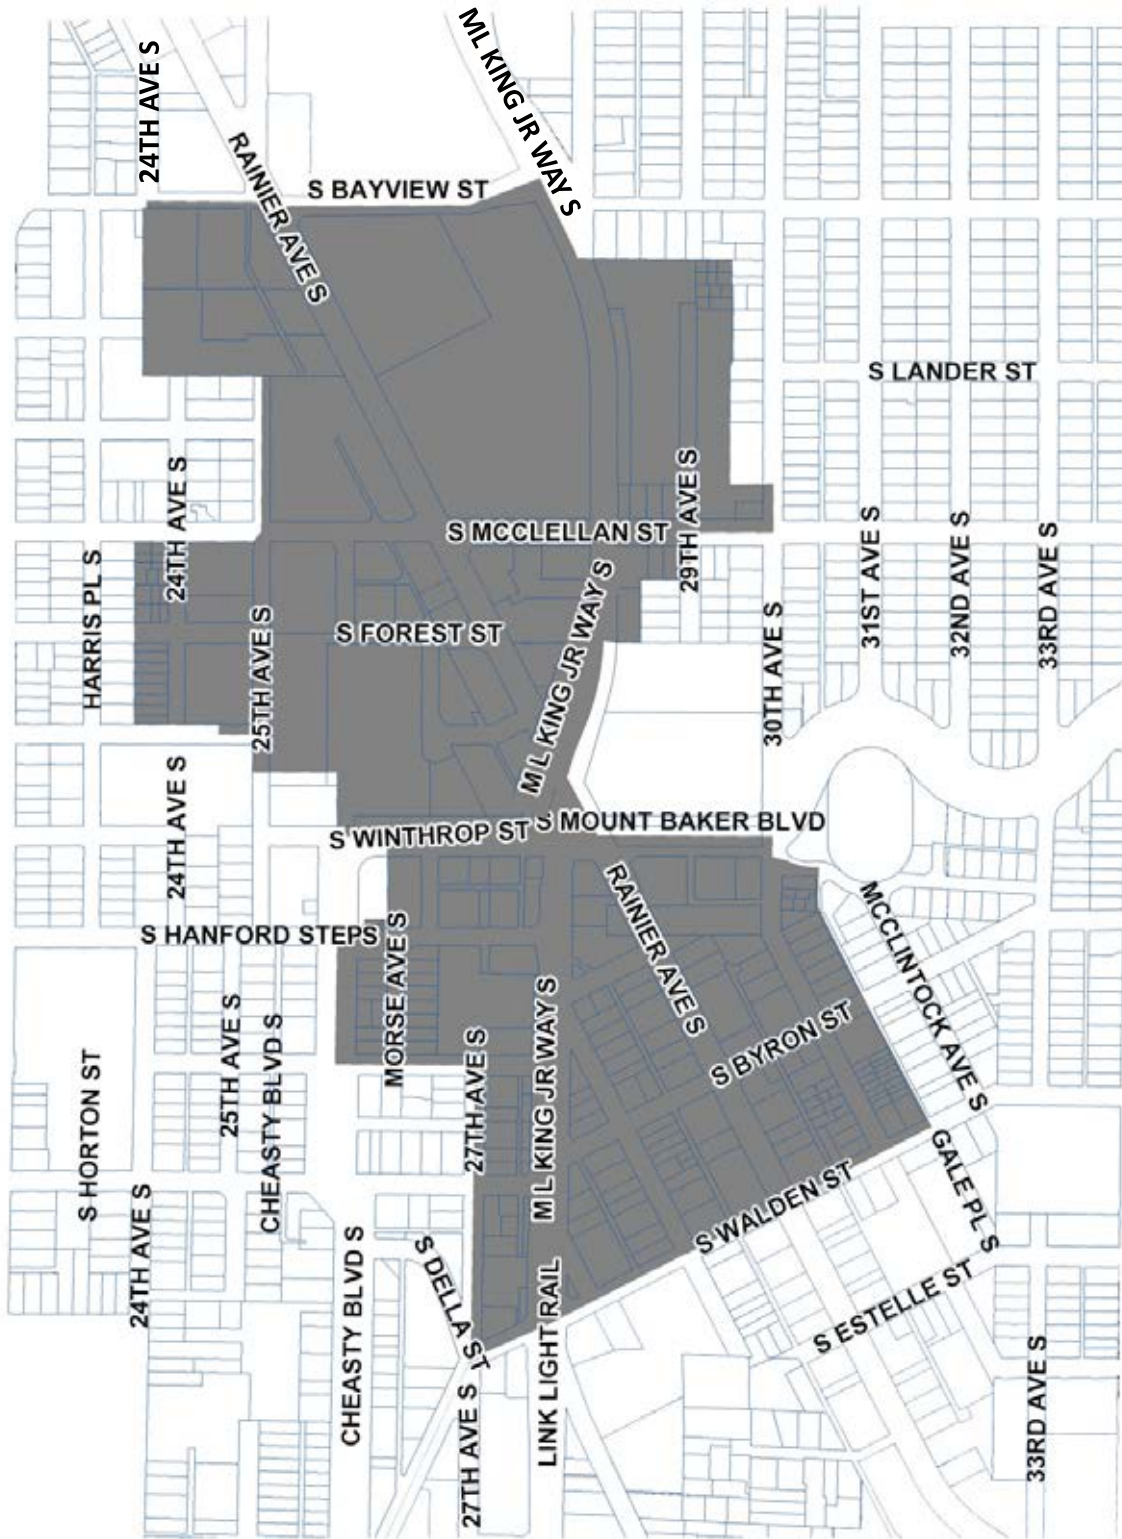 ML KING JR WAY S
24TH AVE S
RAINIER AVE S
S BAYVIEW ST
S LANDER ST
24TH AVE S
29TH AVE S
S MCCLELLAN ST
31ST AVE S
32ND AVE S
33RD AVE S
HARRIS PL S
M L KING JR WAY S
25TH AVE S
S FOREST ST
30TH AVE S
24TH AVE S
S WINTHROP ST
S MOUNT BAKER BLVD
RAINIER AVE S
MCCLINTOCK AVE S
S HANFORD STEPS
MORSE AVE S
25TH AVE S
CHEASTY BLVD S
27TH AVE S
M L KING JR WAY S
S BYRON ST
S HORTON ST
GALE PL S
24TH AVE S
CHEASTY BLVD S
S DELLA ST
S WALDEN ST
LINK LIGHT RAIL
S ESTELLE ST
27TH AVE S
33RD AVE S